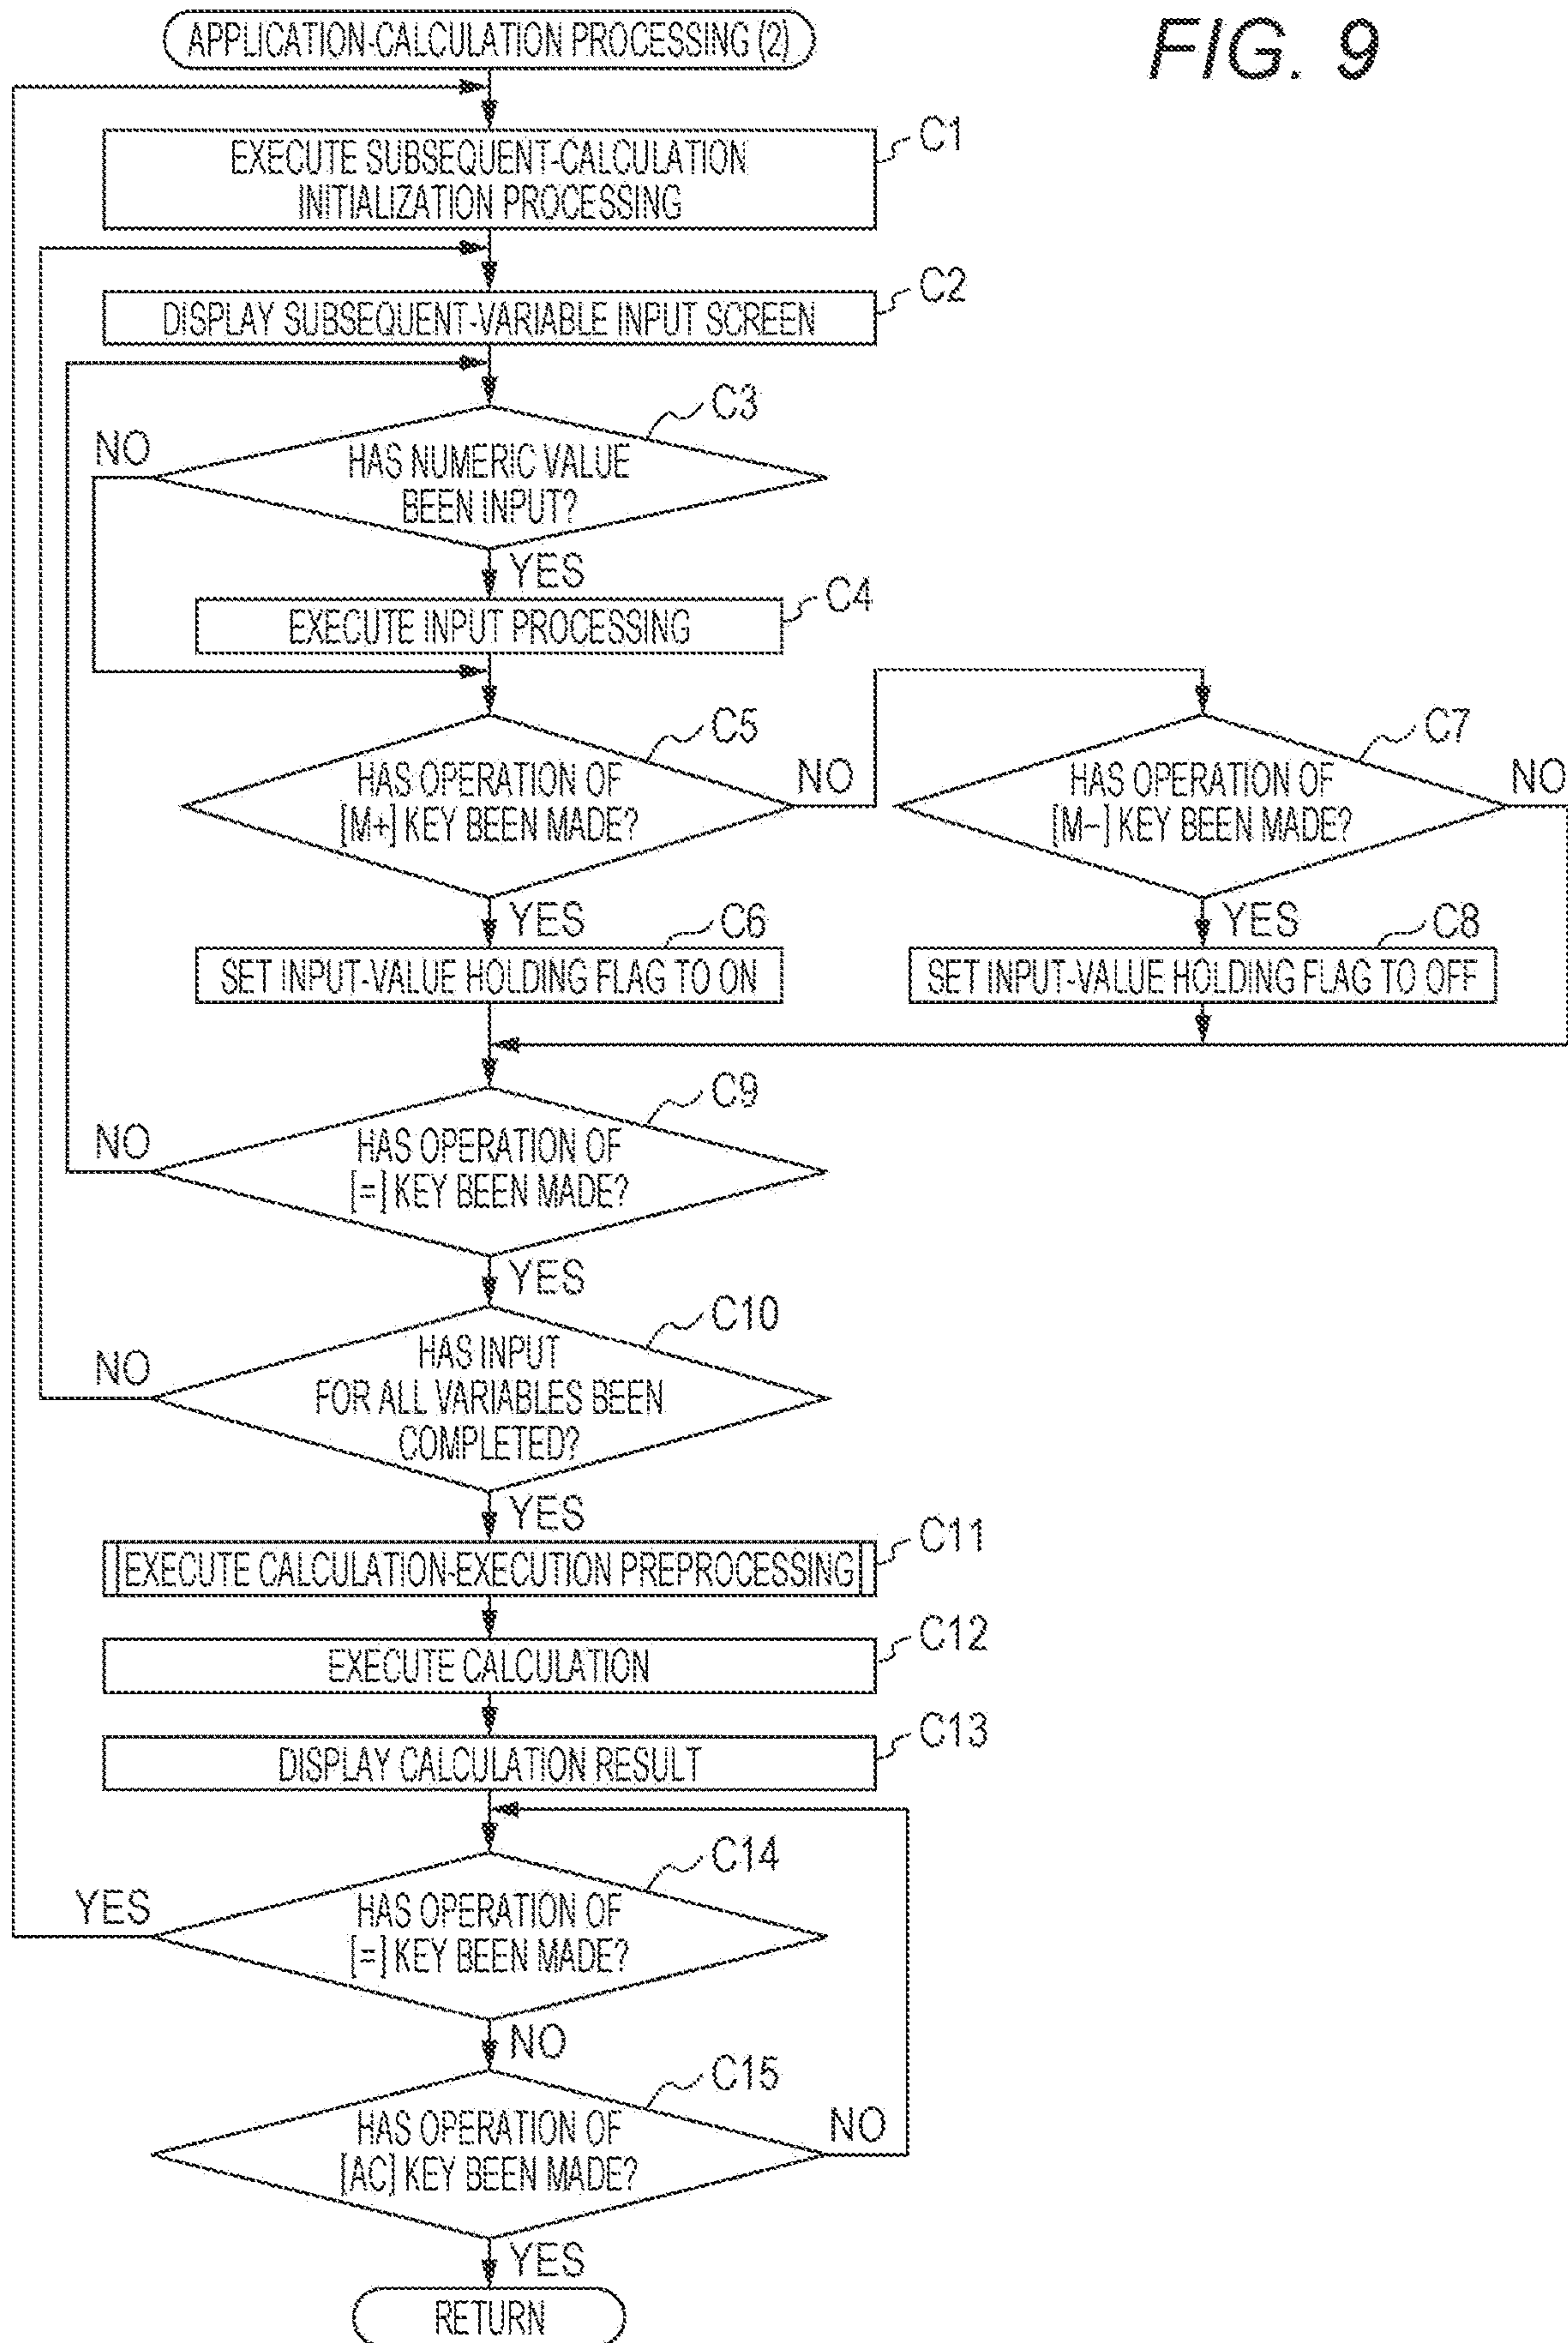 FIG. 9
APPLICATION-CALCULATION PROCESSING (2)
C1
EXECUTE SUBSEQUENT-CALCULATION
INITIALIZATION PROCESSING
C2
DISPLAY SUBSEQUENT-VARIABLE INPUT SCREEN
C3
NO
HAS NUMERIC VALUE
BEEN INPUT?
YES
C4
EXECUTE INPUT PROCESSING
C5
HAS OPERATION OF
[M+] KEY BEEN MADE?
NO
C7
HAS OPERATION OF
[M−] KEY BEEN MADE?
NO
YES
C6
SET INPUT-VALUE HOLDING FLAG TO ON
YES
C8
SET INPUT-VALUE HOLDING FLAG TO OFF
C9
NO
HAS OPERATION OF
[=] KEY BEEN MADE?
YES
C10
NO
HAS INPUT
FOR ALL VARIABLES BEEN
COMPLETED?
YES
C11
EXECUTE CALCULATION-EXECUTION PREPROCESSING
C12
EXECUTE CALCULATION
C13
DISPLAY CALCULATION RESULT
C14
YES
HAS OPERATION OF
[=] KEY BEEN MADE?
NO
C15
HAS OPERATION OF
[AC] KEY BEEN MADE?
NO
YES
RETURN